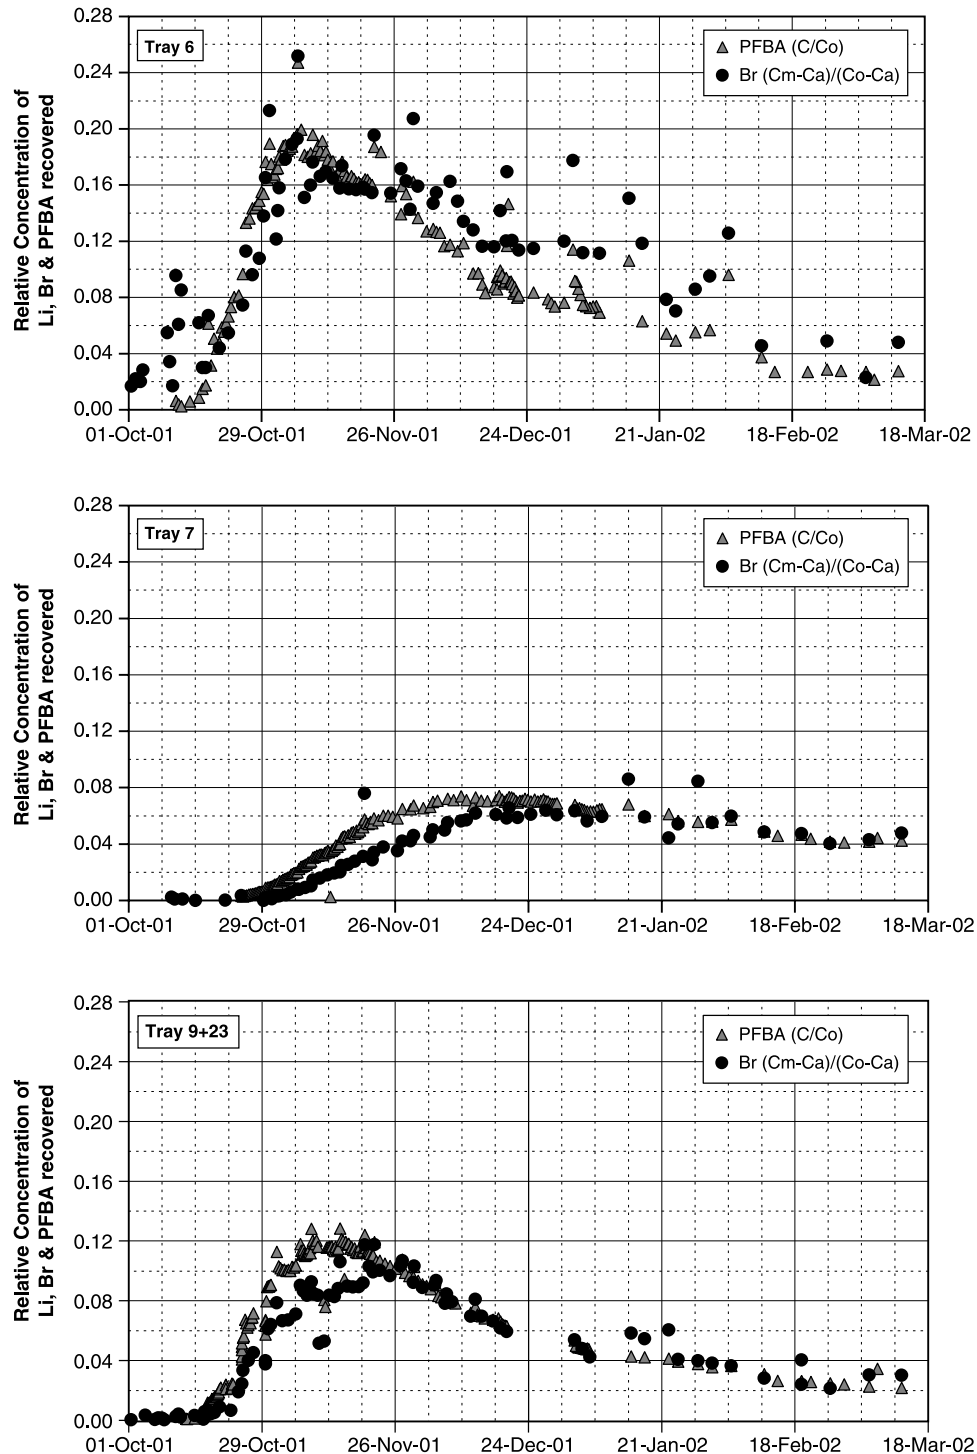 Tray 6
PFBA (C/Co)
Br (Cm-Ca)/(Co-Ca)
Relative Concentration of
Li, Br & PFBA recovered
0.28
0.24
0.20
0.16
0.12
0.08
0.04
0.00
01-Oct-01 29-Oct-01 26-Nov-01 24-Dec-01 21-Jan-02 18-Feb-02 18-Mar-02
Tray 7
PFBA (C/Co)
Br (Cm-Ca)/(Co-Ca)
Relative Concentration of
Li, Br & PFBA recovered
0.28
0.24
0.20
0.16
0.12
0.08
0.04
0.00
01-Oct-01 29-Oct-01 26-Nov-01 24-Dec-01 21-Jan-02 18-Feb-02 18-Mar-02
Tray 9+23
PFBA (C/Co)
Br (Cm-Ca)/(Co-Ca)
Relative Concentration of
Li, Br & PFBA recovered
0.28
0.24
0.20
0.16
0.12
0.08
0.04
0.00
01-Oct-01 29-Oct-01 26-Nov-01 24-Dec-01 21-Jan-02 18-Feb-02 18-Mar-02